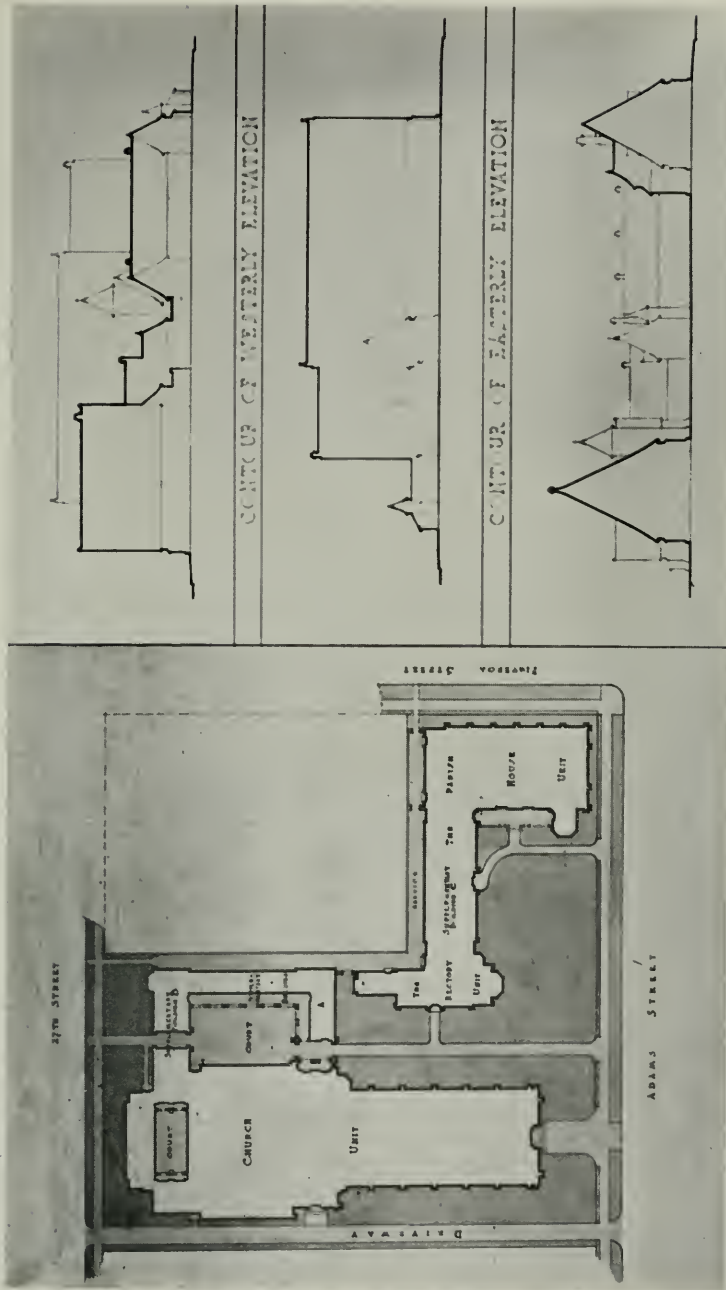 CONTOUR OF WESTERLY ELEVATION
CONTOUR OF EASTERLY ELEVATION
STREET
27TH STREET
SERVICE
THE
PARISH
HOUSE
UNIT
THE
RECTORY
UNIT
COURT
COURT
A
CHURCH
UNIT
DRIVEWAY
ADAMS STREET